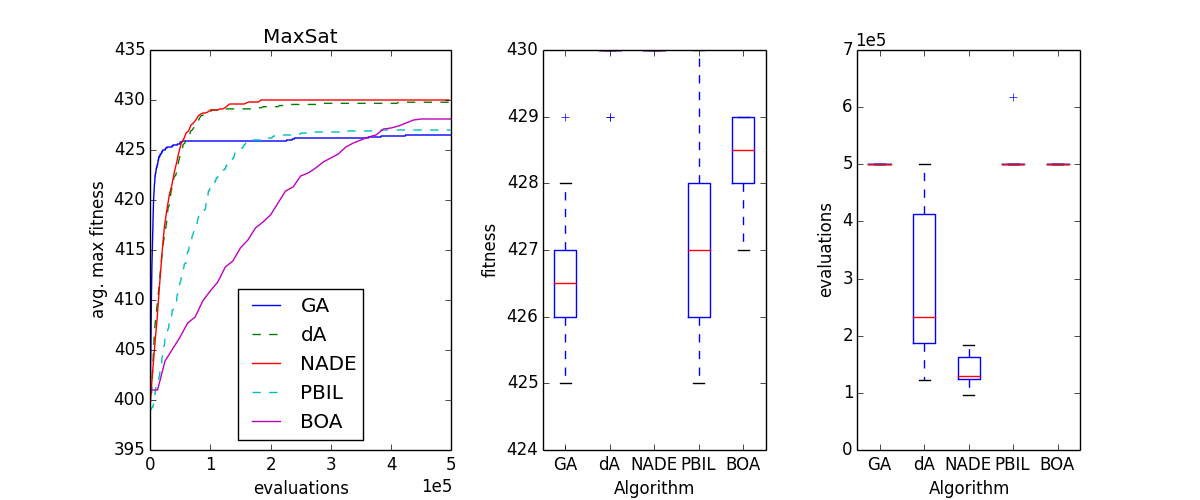 MaxSat
435
430
425
420
415
410
405
400
395
avg. max fitness
GA
dA
NADE
PBIL
BOA
0 1 2 3 4 5
evaluations 1e5
430
429
428
427
426
425
424
fitness
GA dA NADE PBIL BOA
Algorithm
1e5
7
6
5
4
3
2
1
0
evaluations
GA dA NADE PBIL BOA
Algorithm